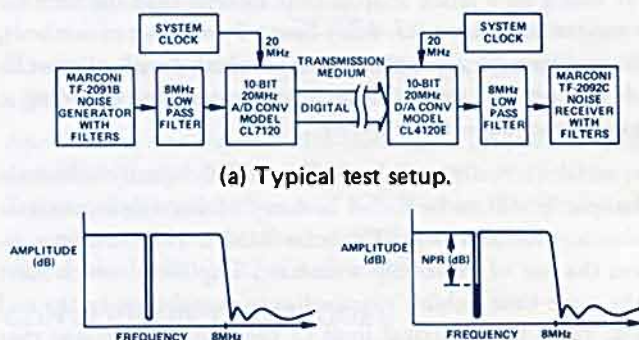 SYSTEM
CLOCK
SYSTEM
CLOCK
20
MHz
TRANSMISSION
MEDIUM
20
MHz
MARCONI
TF-2091B
NOISE
GENERATOR
WITH
FILTERS
8MHz
LOW
PASS
FILTER
10-BIT
20MHz
A/D CONV
MODEL
CL7120
DIGITAL
10-BIT
20MHz
D/A CONV
MODEL
CL4120E
8MHz
LOW
PASS
FILTER
MARCONI
TF-2092C
NOISE
RECEIVER
WITH
FILTERS
(a) Typical test setup.
AMPLITUDE
(dB)
FREQUENCY
8MHz
AMPLITUDE
(dB)
NPR (dB)
FREQUENCY
8MHz